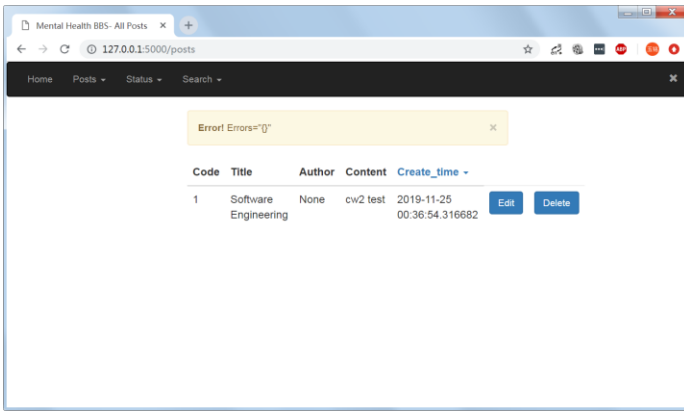 Mental Health BBS- All Posts
127.0.0.1:5000/posts
ABP
Home Posts Status Search
Error! Errors="{}"
Code Title Author Content Create_time
1 Software Engineering None cw2 test 2019-11-25 00:36:54.316682 Edit Delete